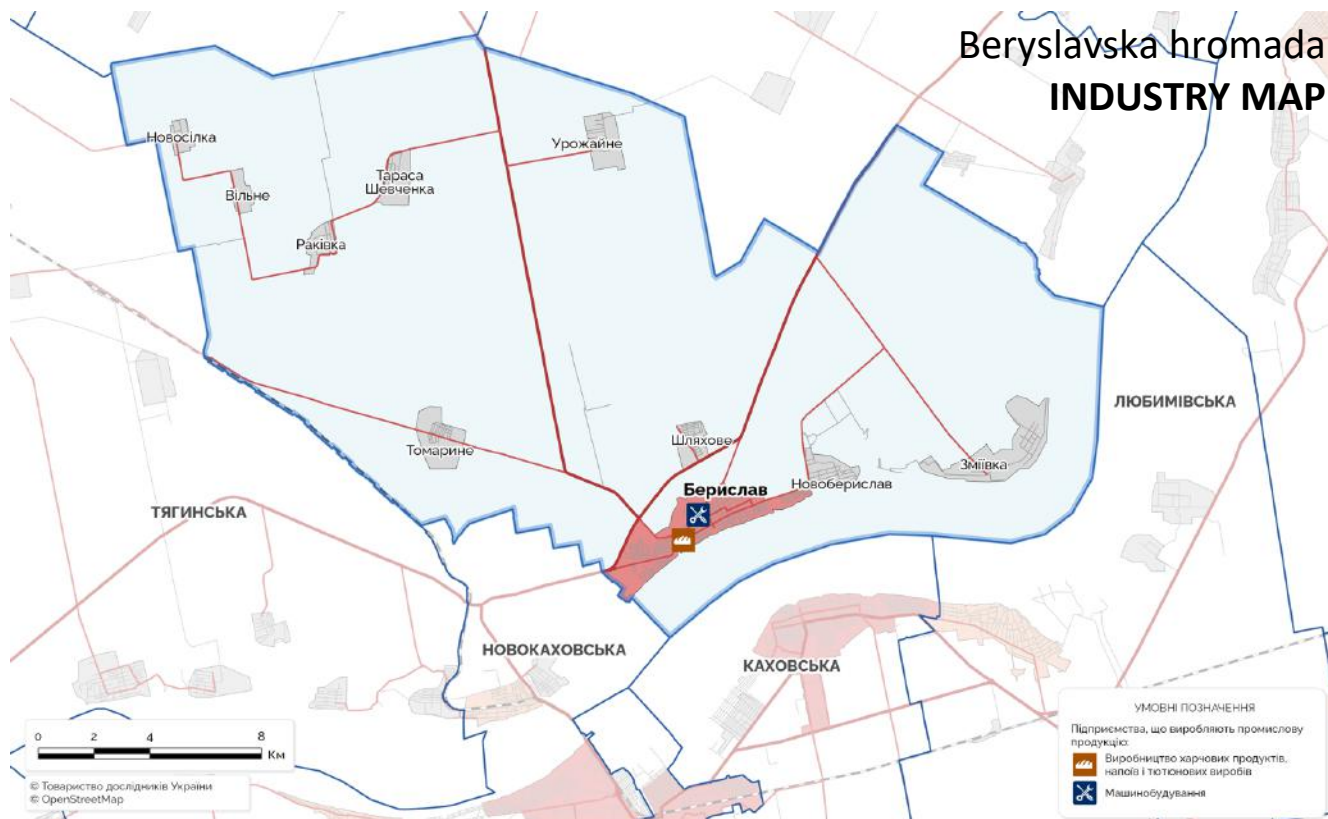 Beryslavska hromada
INDUSTRY MAP
Новосілка
Урожайне
Тараса
Шевченка
Вільне
Раківка
ЛЮБИМІВСЬКА
Томарине
Шляхове
Зміївка
Новоберислав
Берислав
ТЯГИНСЬКА
НОВОКАХОВСЬКА
КАХОВСЬКА
0 2 4 8
Км
© Товариство дослідників України
© OpenStreetMap
УМОВНІ ПОЗНАЧЕННЯ
Підприємства, що виробляють промислову
продукцію:
Виробництво харчових продуктів,
напоїв і тютюнових виробів
Машинобудування